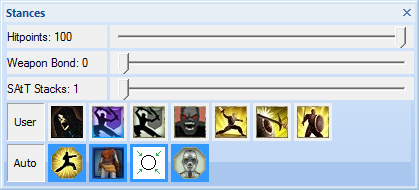 Stances
Hitpoints: 100
Weapon Bond: 0
SAtT Stacks: 1
User
Auto